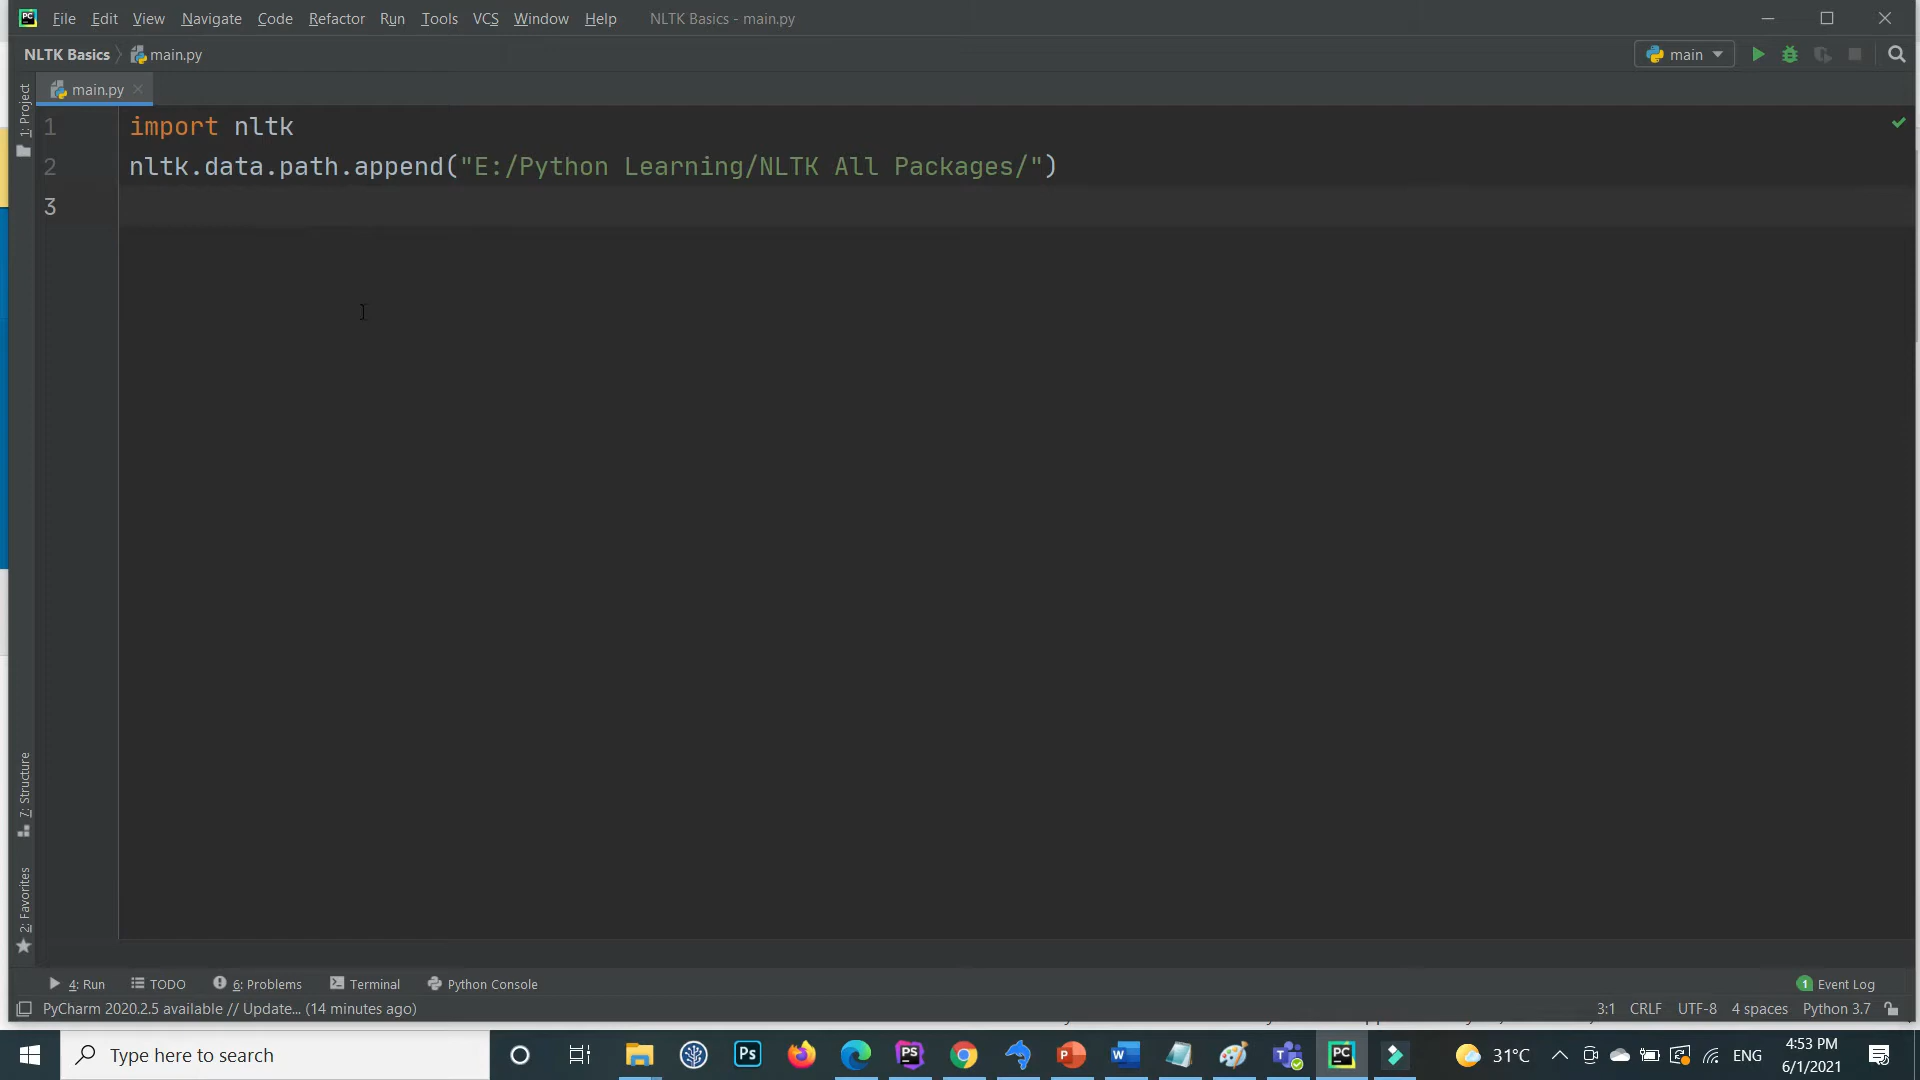 File Edit View Navigate Code Refactor Run Tools VCS Window Help NLTK Basics - main.py
NLTK Basics main.py main
main.py
1: Project
1 import nltk
2 nltk.data.path.append("E:/Python Learning/NLTK All Packages/")
3
7: Structure
2: Favorites
4: Run TODO 6: Problems Terminal Python Console 1 Event Log
PyCharm 2020.2.5 available // Update... (14 minutes ago) 3:1 CRLF UTF-8 4 spaces Python 3.7
Type here to search 31°C ENG 4:53 PM
6/1/2021